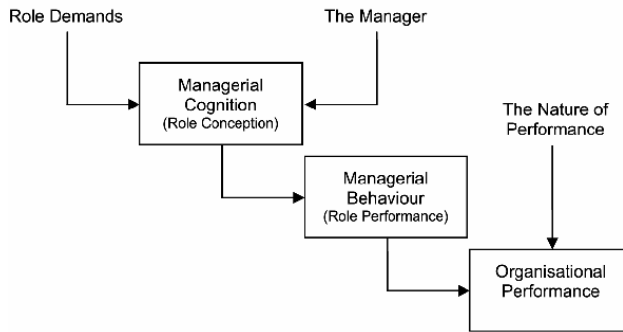 Role Demands
The Manager
Managerial
Cognition
(Role Conception)
The Nature of
Performance
Managerial
Behaviour
(Role Performance)
Organisational
Performance